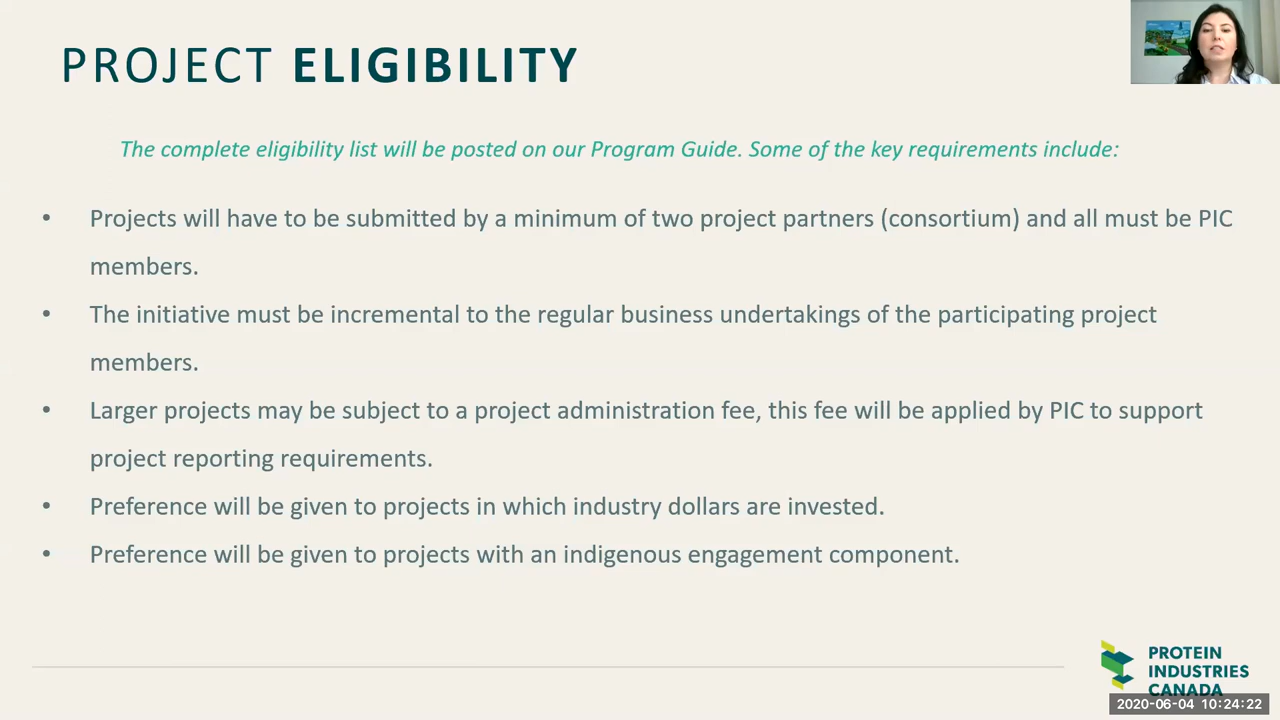 PROJECT ELIGIBILITY
The complete eligibility list will be posted on our Program Guide. Some of the key requirements include:
• Projects will have to be submitted by a minimum of two project partners (consortium) and all must be PIC
members.
• The initiative must be incremental to the regular business undertakings of the participating project
members.
• Larger projects may be subject to a project administration fee, this fee will be applied by PIC to support
project reporting requirements.
• Preference will be given to projects in which industry dollars are invested.
• Preference will be given to projects with an indigenous engagement component.
PROTEIN
INDUSTRIES
CANADA
2020-06-04 10:24:22